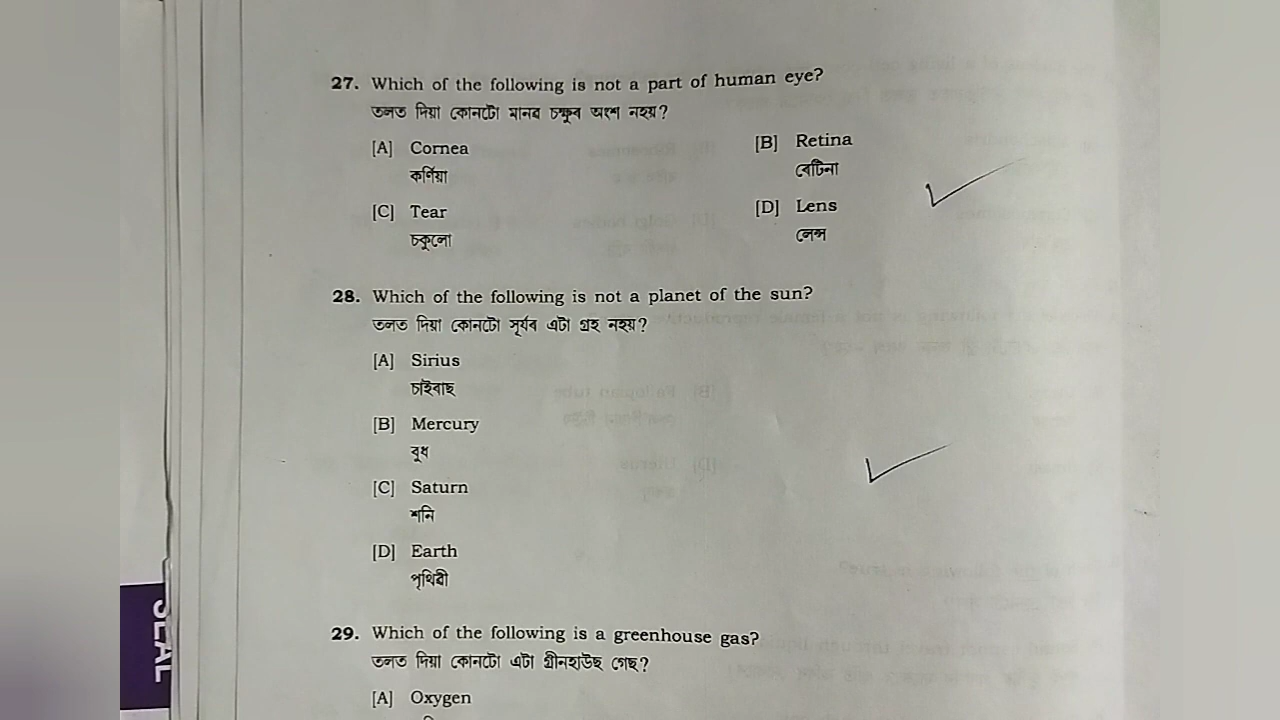 27. Which of the following is not a part of human eye?
তলত দিয়া কোনটো মানৱ চক্ষুৰ অংশ নহয়?
[A] Cornea [B] Retina
কৰ্ণিয়া ৰেটিনা
[C] Tear [D] Lens
চকুলো লেন্স
28. Which of the following is not a planet of the sun?
তলত দিয়া কোনটো সূৰ্যৰ এটা গ্ৰহ নহয়?
[A] Sirius
চাইৰাছ
[B] Mercury
বুধ
[C] Saturn
শনি
[D] Earth
পৃথিৱী
29. Which of the following is a greenhouse gas?
তলত দিয়া কোনটো এটা গ্ৰীনহাউছ গেছ?
[A] Oxygen
SEAL